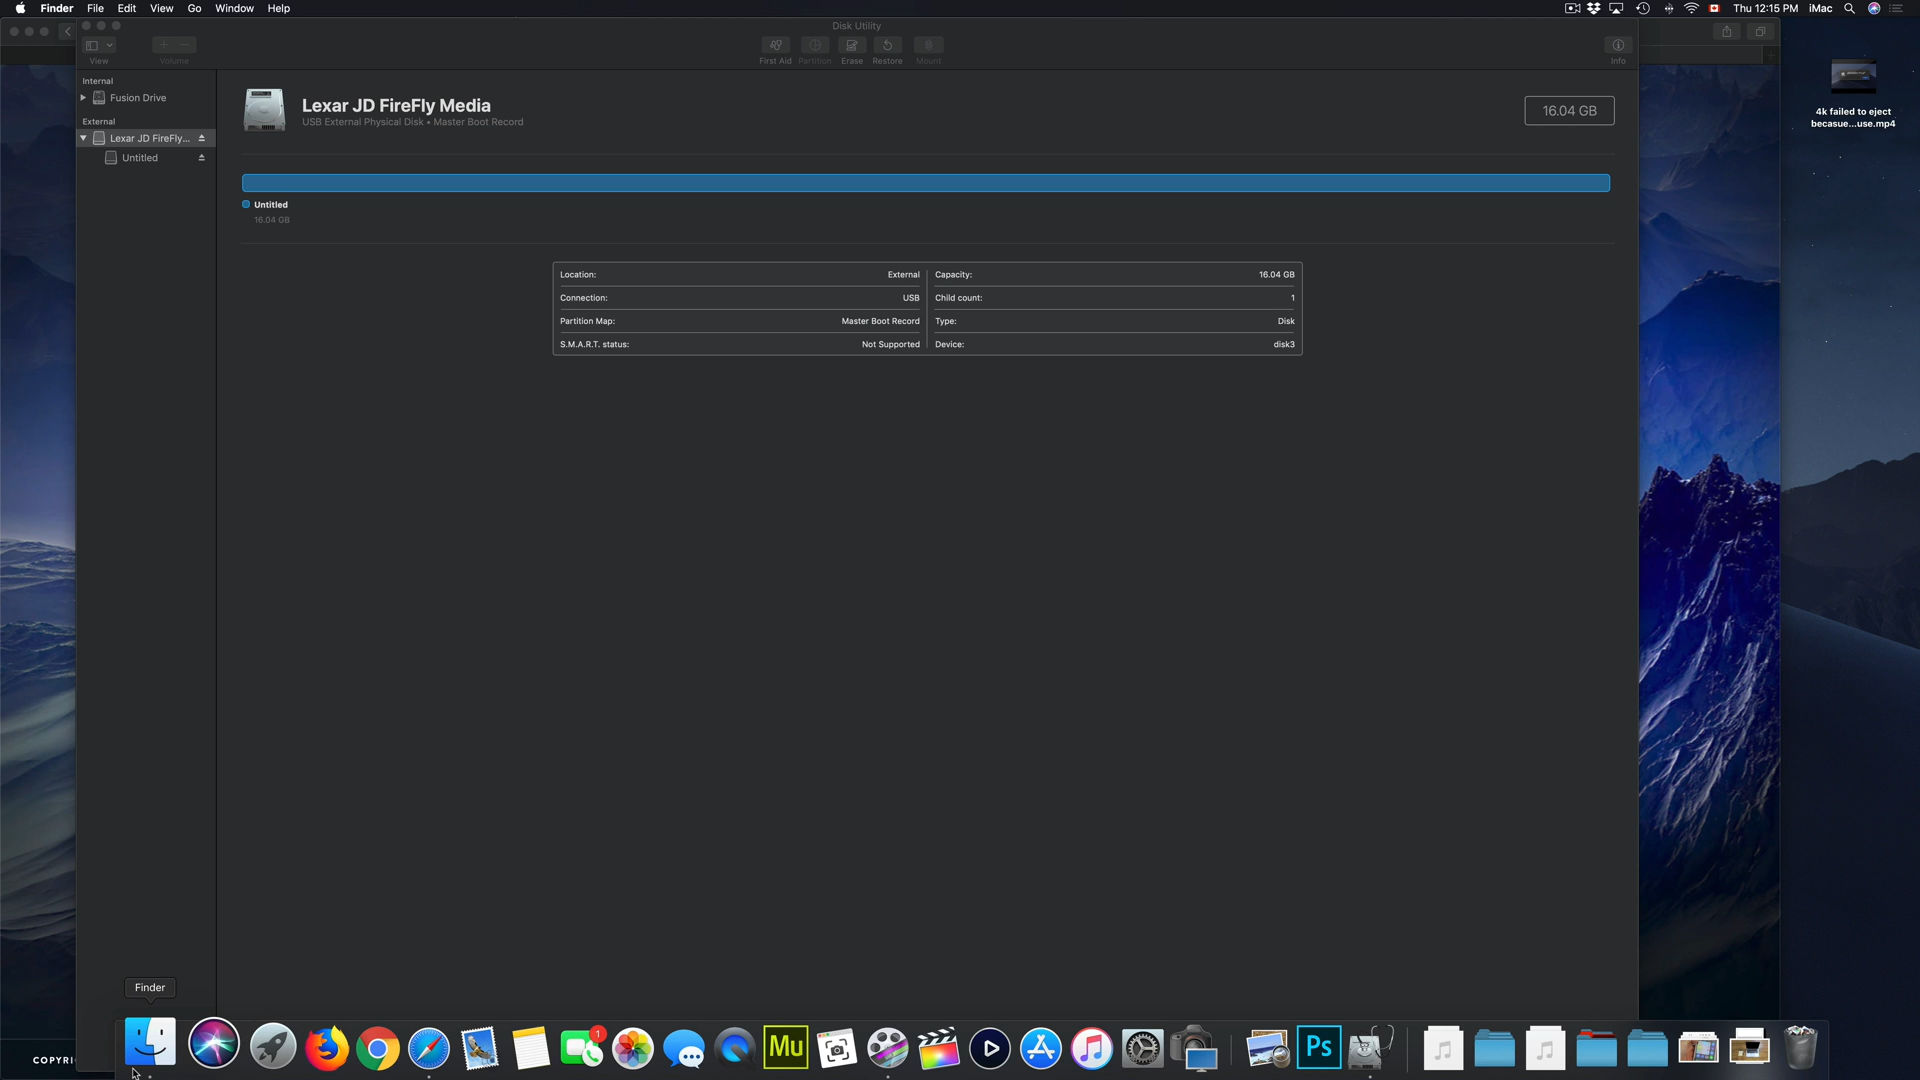 Finder File Edit View Go Window Help
Thu 12:15 PM iMac
Disk Utility
View
Volume
First Aid Partition Erase Restore Mount
Info
Internal
Fusion Drive
External
Lexar JD FireFly...
Untitled
Lexar JD FireFly Media
USB External Physical Disk • Master Boot Record
16.04 GB
Untitled
16.04 GB
Location: External
Capacity: 16.04 GB
Connection: USB
Child count: 1
Partition Map: Master Boot Record
Type: Disk
S.M.A.R.T. status: Not Supported
Device: disk3
4k failed to eject
becasue...use.mp4
Finder
COPYRI
1
Mu
Ps